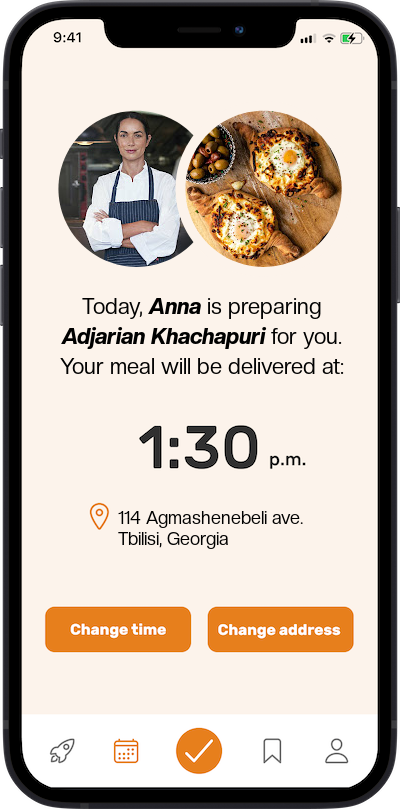 9:41
Today, Anna is preparing
Adjarian Khachapuri for you.
Your meal will be delivered at:
1:30 p.m.
114 Agmashenebeli ave.
Tbilisi, Georgia
Change time Change address